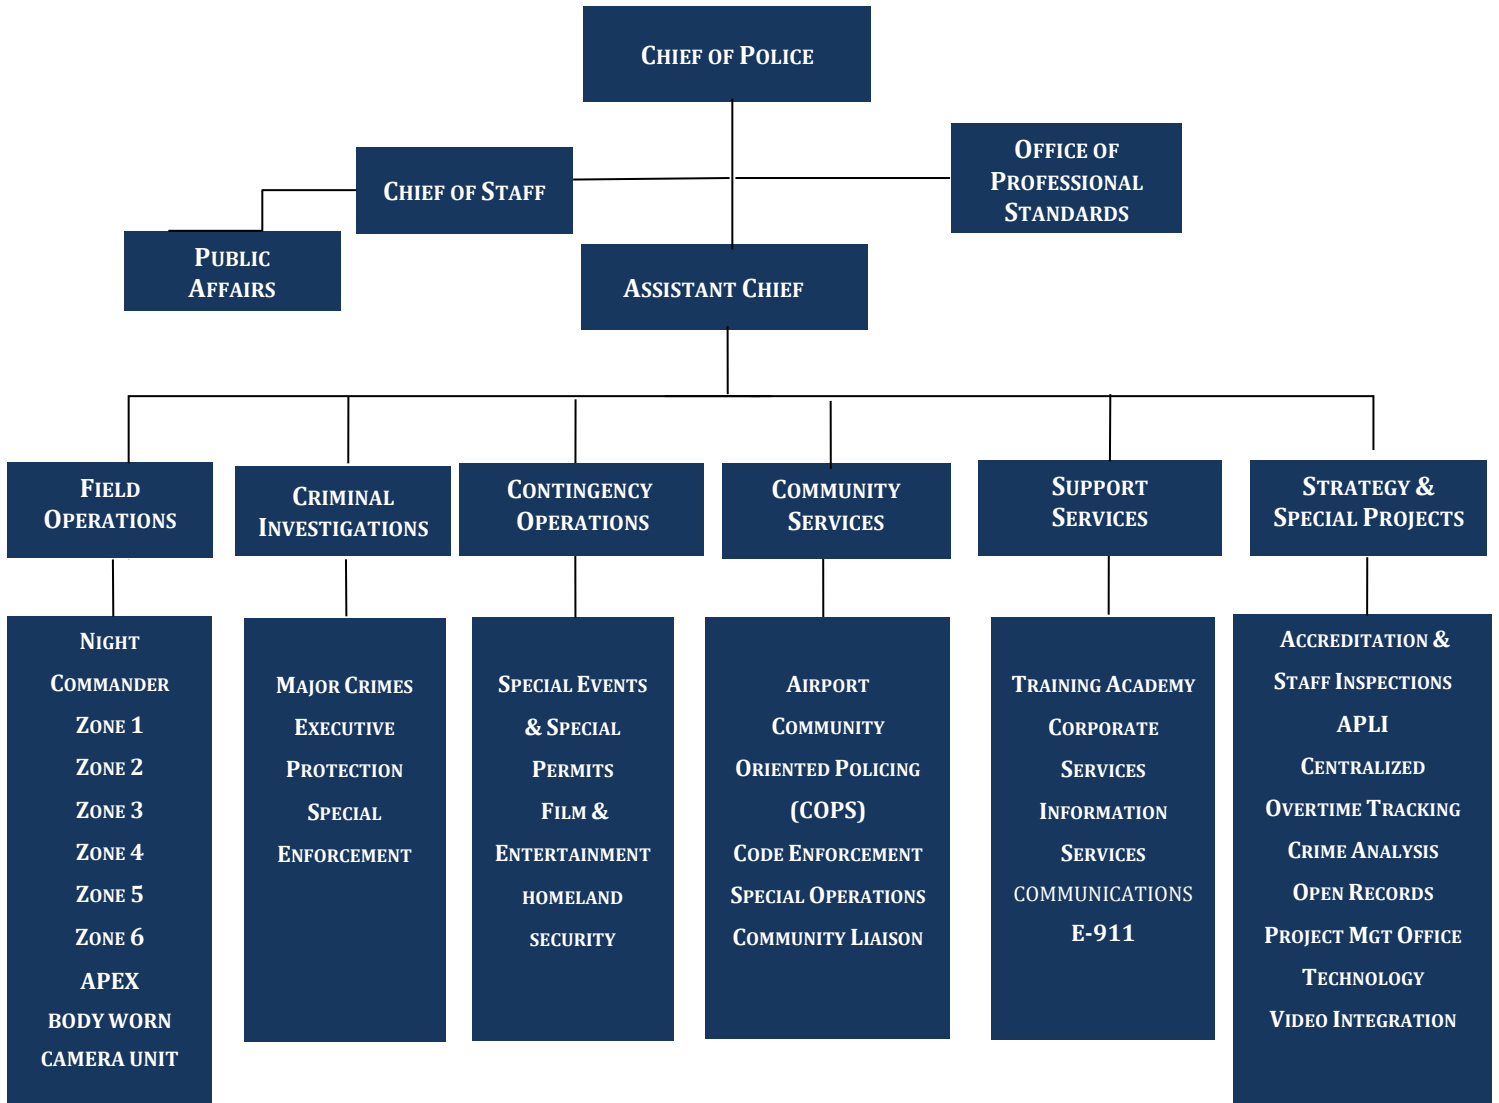 CHIEF OF POLICE
OFFICE OF
PROFESSIONAL
STANDARDS
CHIEF OF STAFF
PUBLIC
AFFAIRS
ASSISTANT CHIEF
FIELD
OPERATIONS
CRIMINAL
INVESTIGATIONS
CONTINGENCY
OPERATIONS
COMMUNITY
SERVICES
SUPPORT
SERVICES
STRATEGY &
SPECIAL PROJECTS
NIGHT
COMMANDER
ZONE 1
ZONE 2
ZONE 3
ZONE 4
ZONE 5
ZONE 6
APEX
BODY WORN
CAMERA UNIT
MAJOR CRIMES
EXECUTIVE
PROTECTION
SPECIAL
ENFORCEMENT
SPECIAL EVENTS
& SPECIAL
PERMITS
FILM &
ENTERTAINMENT
HOMELAND
SECURITY
AIRPORT
COMMUNITY
ORIENTED POLICING
(COPS)
CODE ENFORCEMENT
SPECIAL OPERATIONS
COMMUNITY LIAISON
TRAINING ACADEMY
CORPORATE
SERVICES
INFORMATION
SERVICES
COMMUNICATIONS
E-911
ACCREDITATION &
STAFF INSPECTIONS
APLI
CENTRALIZED
OVERTIME TRACKING
CRIME ANALYSIS
OPEN RECORDS
PROJECT MGT OFFICE
TECHNOLOGY
VIDEO INTEGRATION